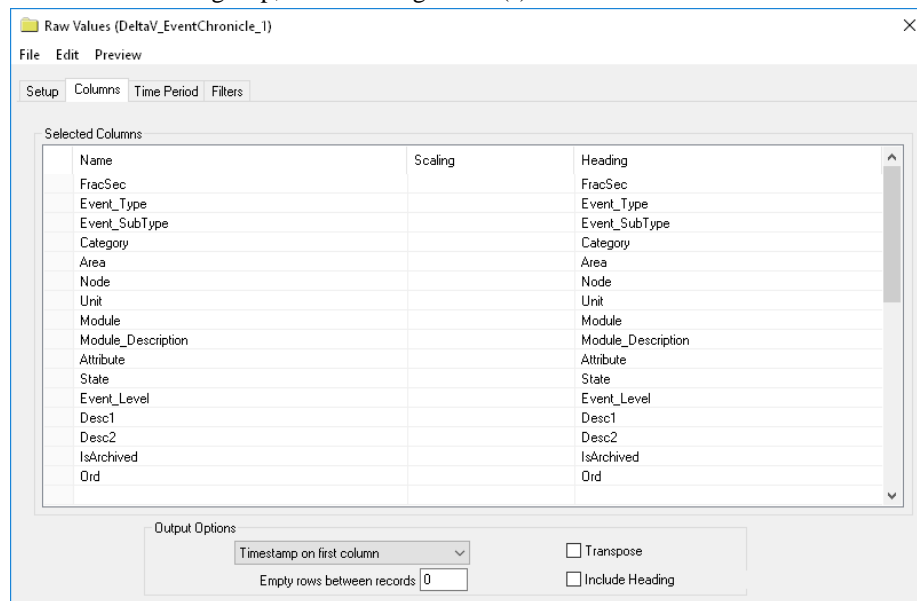 Raw Values (DeltaV_EventChronicle_1)
File Edit Preview
Setup Columns Time Period Filters
Selected Columns
Name Scaling Heading
FracSec FracSec
Event_Type Event_Type
Event_SubType Event_SubType
Category Category
Area Area
Node Node
Unit Unit
Module Module
Module_Description Module_Description
Attribute Attribute
State State
Event_Level Event_Level
Desc1 Desc1
Desc2 Desc2
IsArchived IsArchived
Ord Ord
Output Options
Timestamp on first column Transpose
Empty rows between records 0 Include Heading